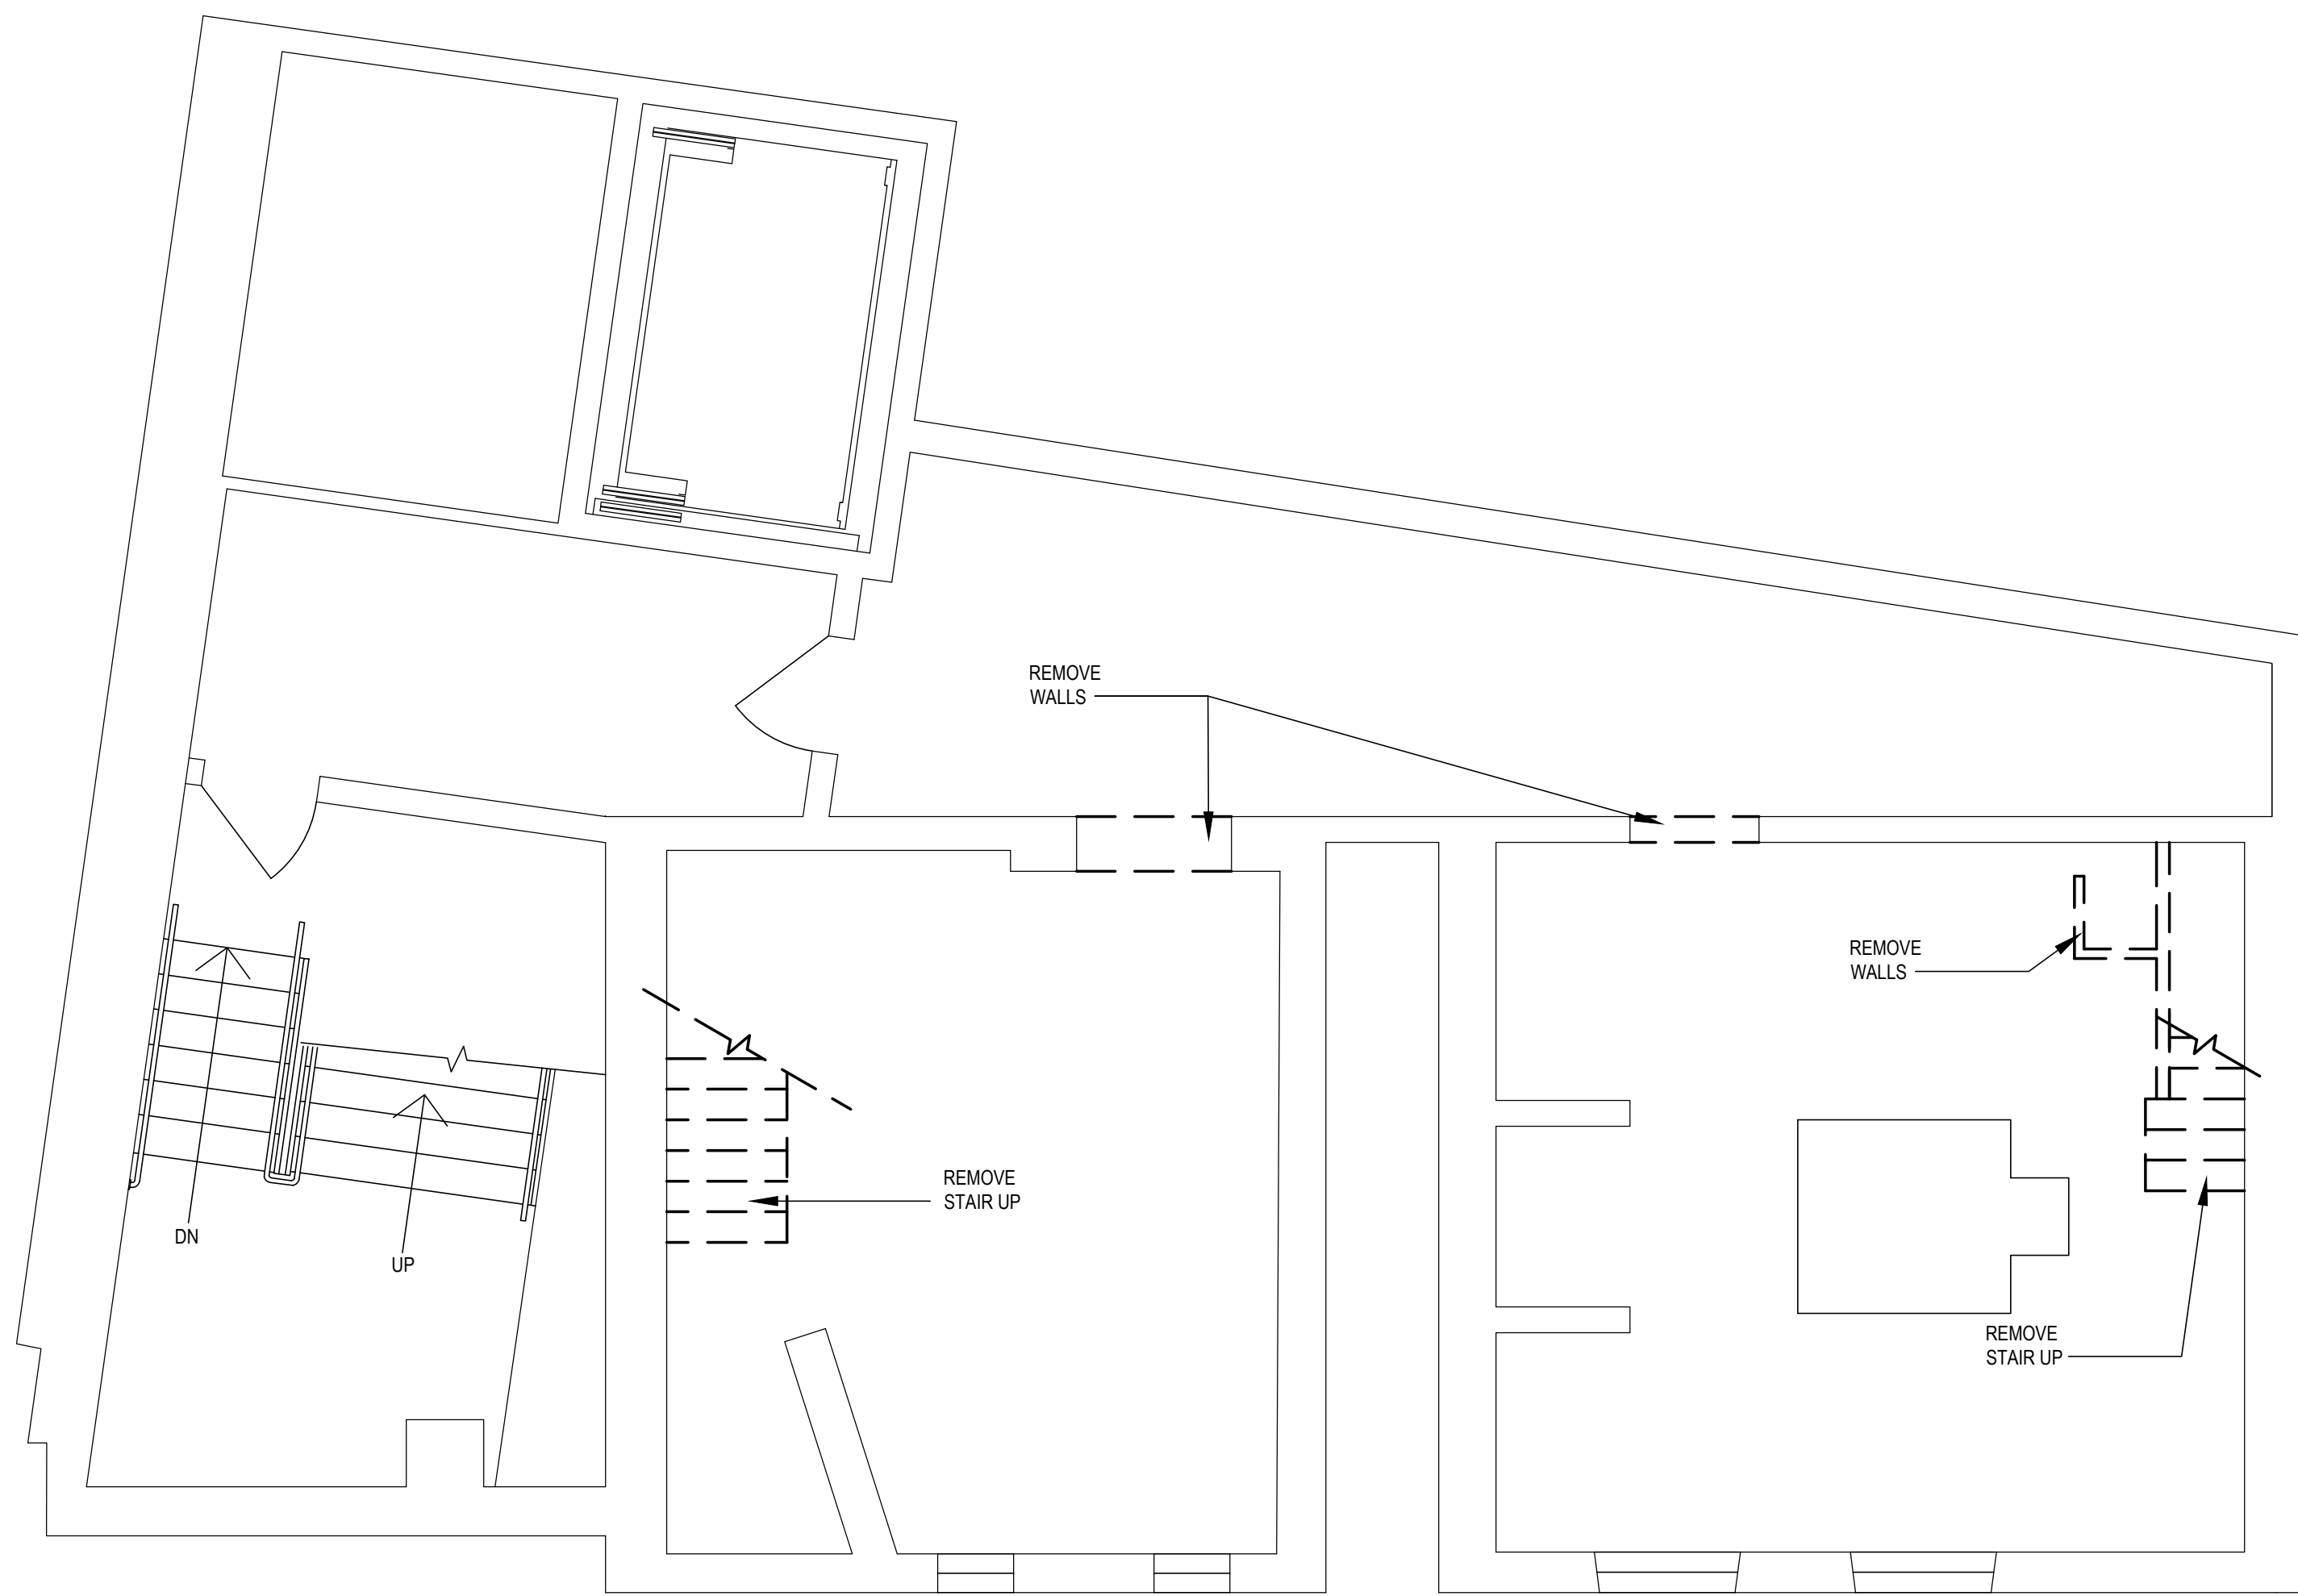 REMOVE
WALLS
REMOVE
WALLS
REMOVE
STAIR UP
DN
UP
REMOVE
STAIR UP